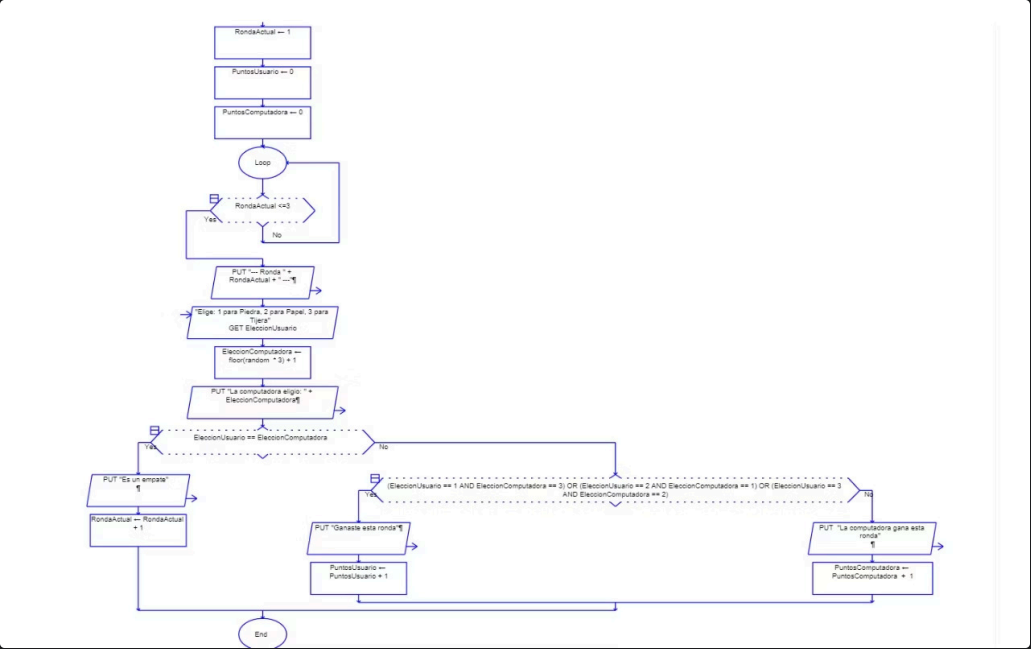 RondaActual ← 1
PuntosUsuario ← 0
PuntosComputadora ← 0
Loop
RondaActual <=3
Yes
No
PUT "--- Ronda " +
RondaActual + " ---"¶
"Elige: 1 para Piedra, 2 para Papel, 3 para
Tijera"
GET EleccionUsuario
EleccionComputadora ←
floor(random * 3) + 1
PUT "La computadora eligio: " +
EleccionComputadora¶
EleccionUsuario == EleccionComputadora
Yes
No
PUT "Es un empate"
¶
RondaActual ← RondaActual
+ 1
(EleccionUsuario == 1 AND EleccionComputadora == 3) OR (EleccionUsuario == 2 AND EleccionComputadora == 1) OR (EleccionUsuario == 3
AND EleccionComputadora == 2)
Yes
No
PUT "Ganaste esta ronda"¶
PuntosUsuario ←
PuntosUsuario + 1
PUT "La computadora gana esta
ronda"
¶
PuntosComputadora ←
PuntosComputadora + 1
End